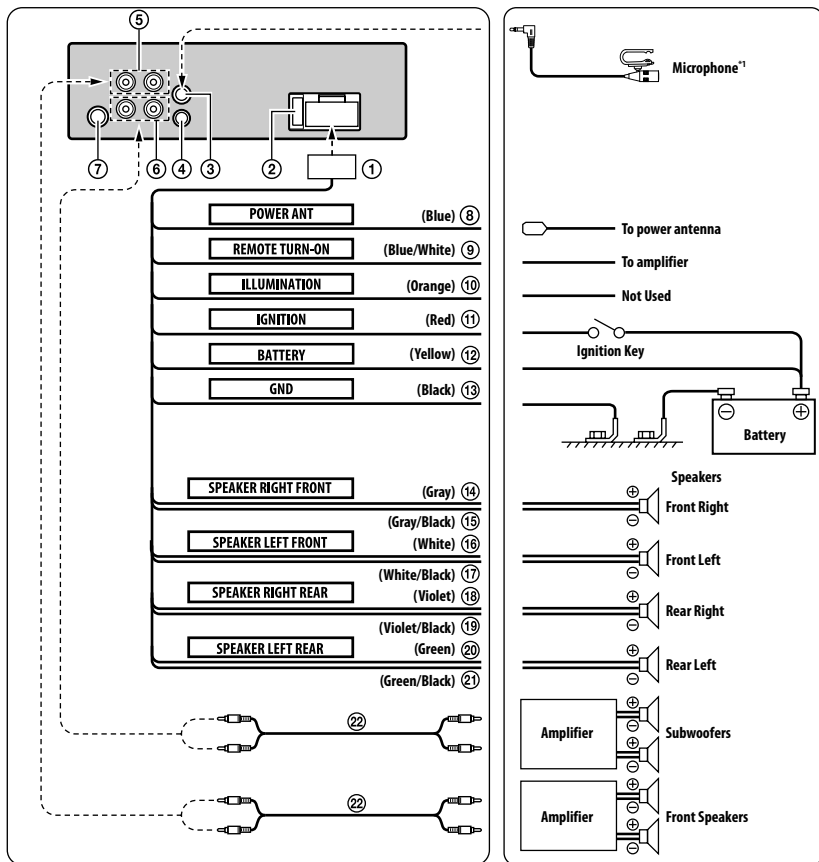 ⑤
Microphone*1
⑦ ⑥ ④ ③ ② ①
POWER ANT (Blue) ⑧ To power antenna
REMOTE TURN-ON (Blue/White) ⑨ To amplifier
ILLUMINATION (Orange) ⑩ Not Used
IGNITION (Red) ⑪ Ignition Key
BATTERY (Yellow) ⑫
GND (Black) ⑬
⊖ ⊕
Battery
Speakers
SPEAKER RIGHT FRONT (Gray) ⑭ ⊕ Front Right
(Gray/Black) ⑮ ⊖
SPEAKER LEFT FRONT (White) ⑯ ⊕ Front Left
(White/Black) ⑰ ⊖
SPEAKER RIGHT REAR (Violet) ⑱ ⊕ Rear Right
(Violet/Black) ⑲ ⊖
SPEAKER LEFT REAR (Green) ⑳ ⊕ Rear Left
(Green/Black) ㉑ ⊖
㉒ Amplifier ⊕ ⊖ Subwoofers
㉒ Amplifier ⊕ ⊖ Front Speakers